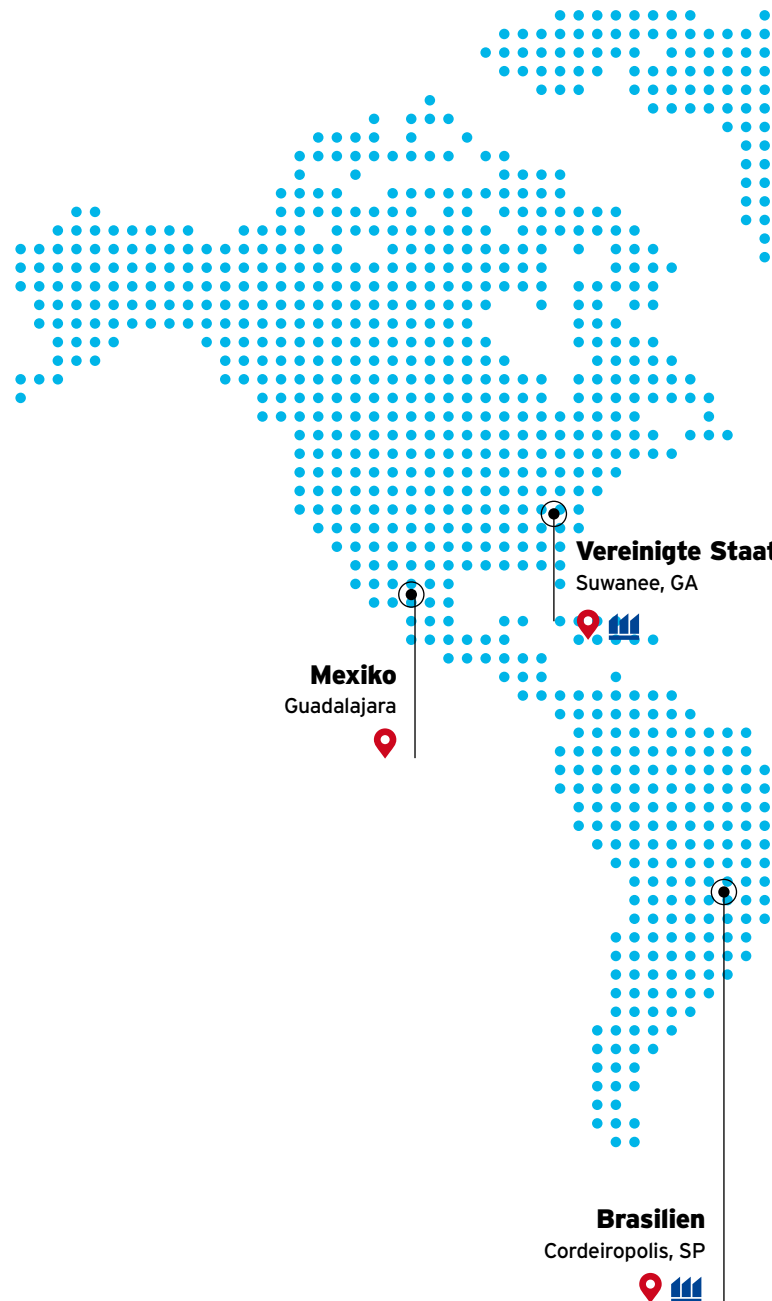 Vereinigte Staat
Suwanee, GA
Mexiko
Guadalajara
Brasilien
Cordeiropolis, SP